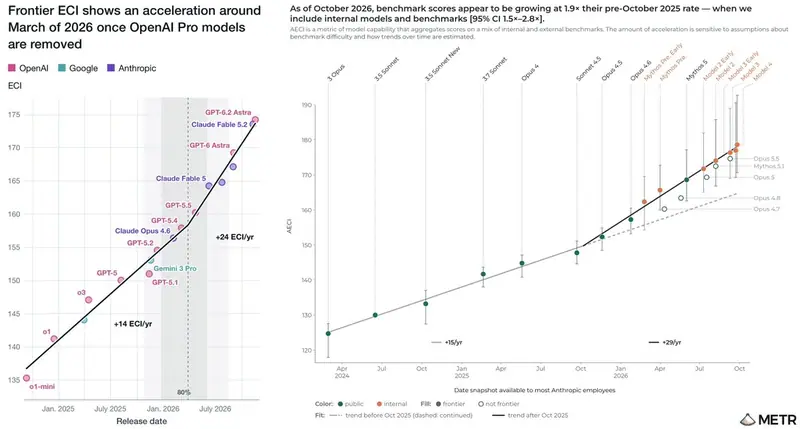 Frontier ECI shows an acceleration around
March of 2026 once OpenAI Pro models
are removed
OpenAI Google Anthropic
ECI
175
170
165
160
155
150
145
140
135
GPT-6.2 Astra
Claude Fable 5.2
GPT-6 Astra
Claude Fable 5
GPT-5.5
GPT-5.4
Claude Opus 4.6
+24 ECI/yr
GPT-5.2
Gemini 3 Pro
GPT-5
GPT-5.1
o3
+14 ECI/yr
o1
o1-mini
80%
Jan. 2025 July 2025 Jan. 2026 July 2026
Release date
As of October 2026, benchmark scores appear to be growing at 1.9× their pre-October 2025 rate — when we
include internal models and benchmarks [95% CI 1.5×–2.8×].
AECI is a metric of model capability that aggregates scores on a mix of internal and external benchmarks. The amount of acceleration is sensitive to assumptions about
benchmark difficulty and how trends over time are estimated.
3 Opus
3.5 Sonnet
3.5 Sonnet New
3.7 Sonnet
Opus 4
Sonnet 4.5
Opus 4.5
Opus 4.6
Mythos Pre. Early
Mythos Pre.
Mythos 5
Model 2 Early
Model 2
Model 3 Early
Model 3
Model 4
AECI
190
180
170
160
150
140
130
120
Opus 5.5
Mythos 5.1
Opus 5
Opus 4.8
Opus 4.7
+15/yr
+29/yr
Apr
2024
Jul
Oct
Jan
2025
Apr
Jul
Oct
Jan
2026
Apr
Jul
Oct
Date snapshot available to most Anthropic employees
Color: public internal Fill: frontier not frontier
Fit: trend before Oct 2025 (dashed: continued) trend after Oct 2025
METR